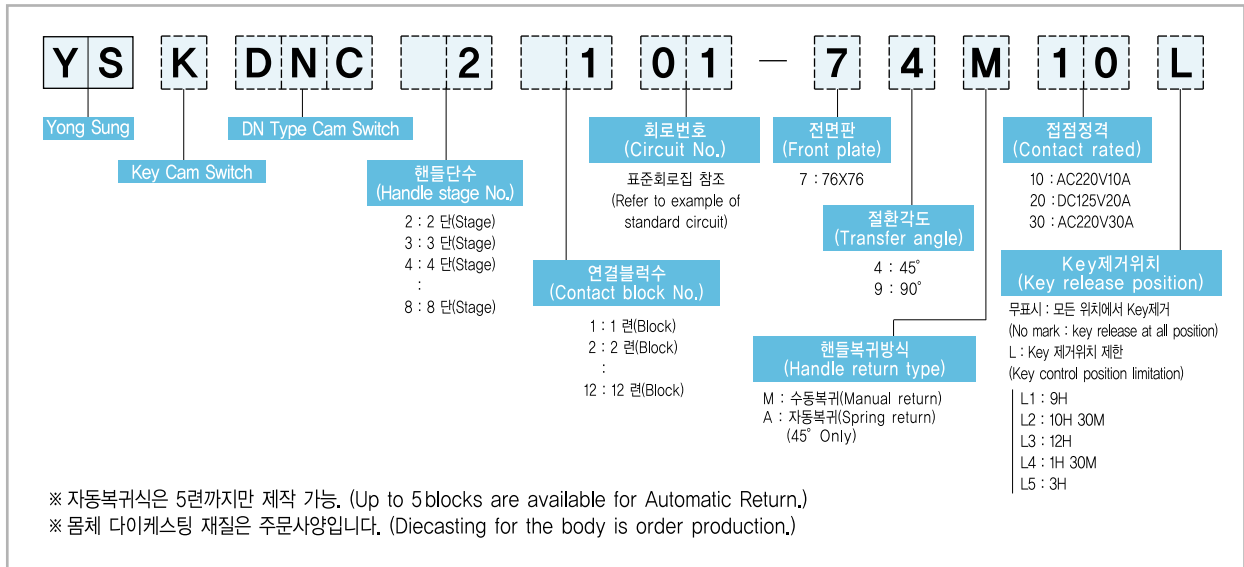 YS K DNC 2 1 01 - 7 4 M 10 L
Yong Sung
Key Cam Switch
DN Type Cam Switch
핸들단수
(Handle stage No.)
2 : 2 단(Stage)
3 : 3 단(Stage)
4 : 4 단(Stage)
:
8 : 8 단(Stage)
연결블럭수
(Contact block No.)
1 : 1 련(Block)
2 : 2 련(Block)
:
12 : 12 련(Block)
회로번호
(Circuit No.)
표준회로집 참조
(Refer to example of
standard circuit)
전면판
(Front plate)
7 : 76X76
절환각도
(Transfer angle)
4 : 45°
9 : 90°
핸들복귀방식
(Handle return type)
M : 수동복귀(Manual return)
A : 자동복귀(Spring return)
(45° Only)
접점정격
(Contact rated)
10 : AC220V10A
20 : DC125V20A
30 : AC220V30A
Key제거위치
(Key release position)
무표시 : 모든 위치에서 Key제거
(No mark : key release at all position)
L : Key 제거위치 제한
(Key control position limitation)
L1 : 9H
L2 : 10H 30M
L3 : 12H
L4 : 1H 30M
L5 : 3H
※ 자동복귀식은 5련까지만 제작 가능. (Up to 5 blocks are available for Automatic Return.)
※ 몸체 다이케스팅 재질은 주문사양입니다. (Diecasting for the body is order production.)